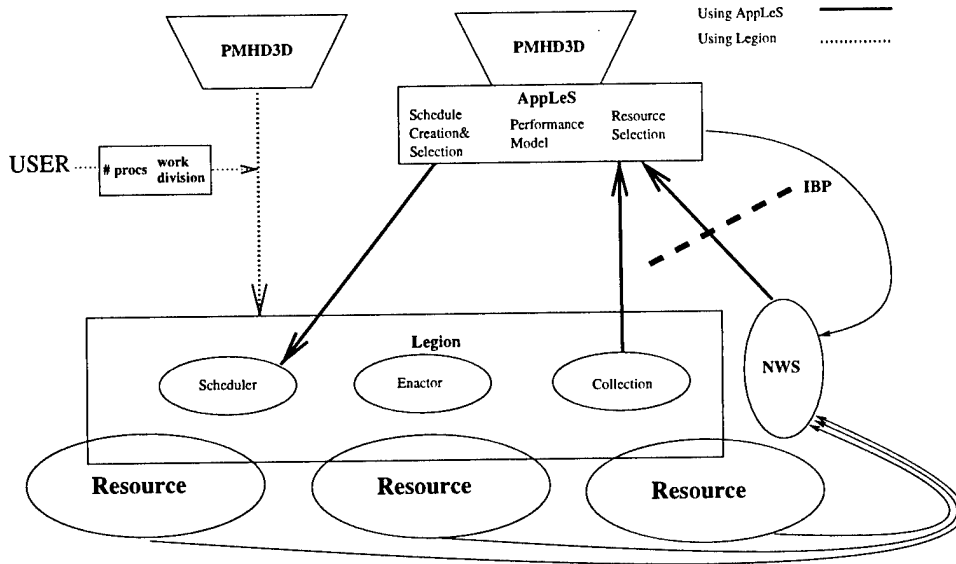 Using AppLeS
Using Legion
PMHD3D
PMHD3D
AppLeS
Schedule
Creation&
Selection
Performance
Model
Resource
Selection
USER
# procs
work
division
IBP
Legion
Scheduler
Enactor
Collection
NWS
Resource
Resource
Resource